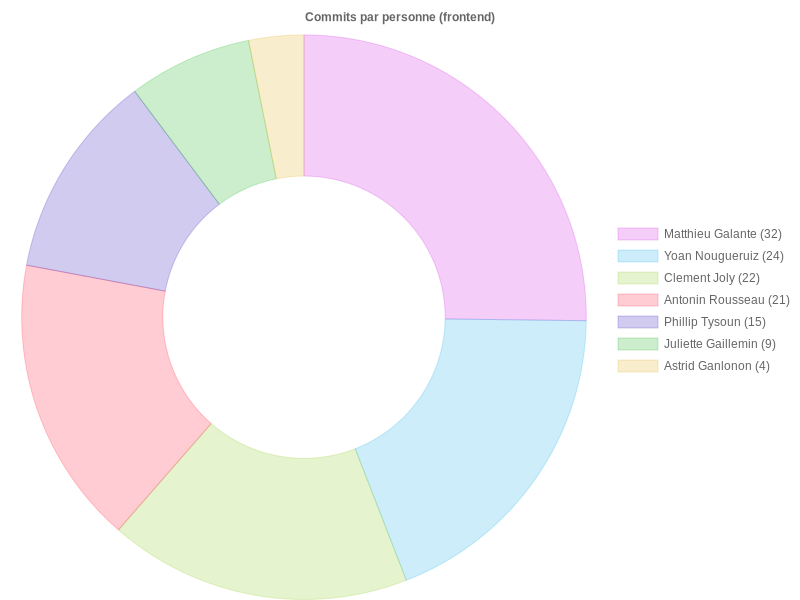 Commits par personne (frontend)
Matthieu Galante (32)
Yoan Nougueruiz (24)
Clement Joly (22)
Antonin Rousseau (21)
Phillip Tysoun (15)
Juliette Gaillemin (9)
Astrid Ganlonon (4)